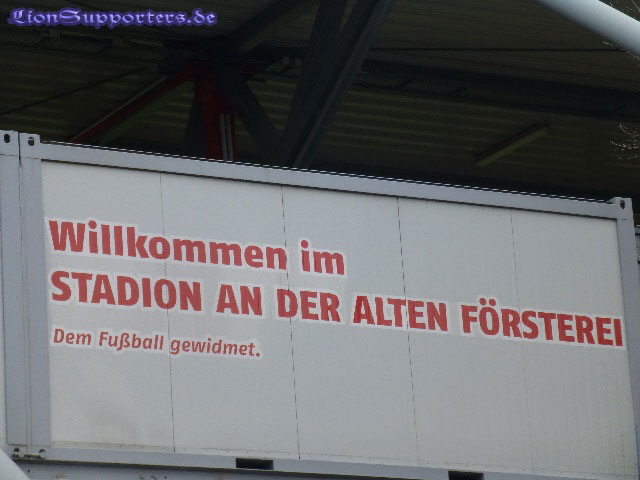 LionSupporters.de
Willkommen im
STADION AN DER ALTEN FÖRSTEREI
Dem Fußball gewidmet.